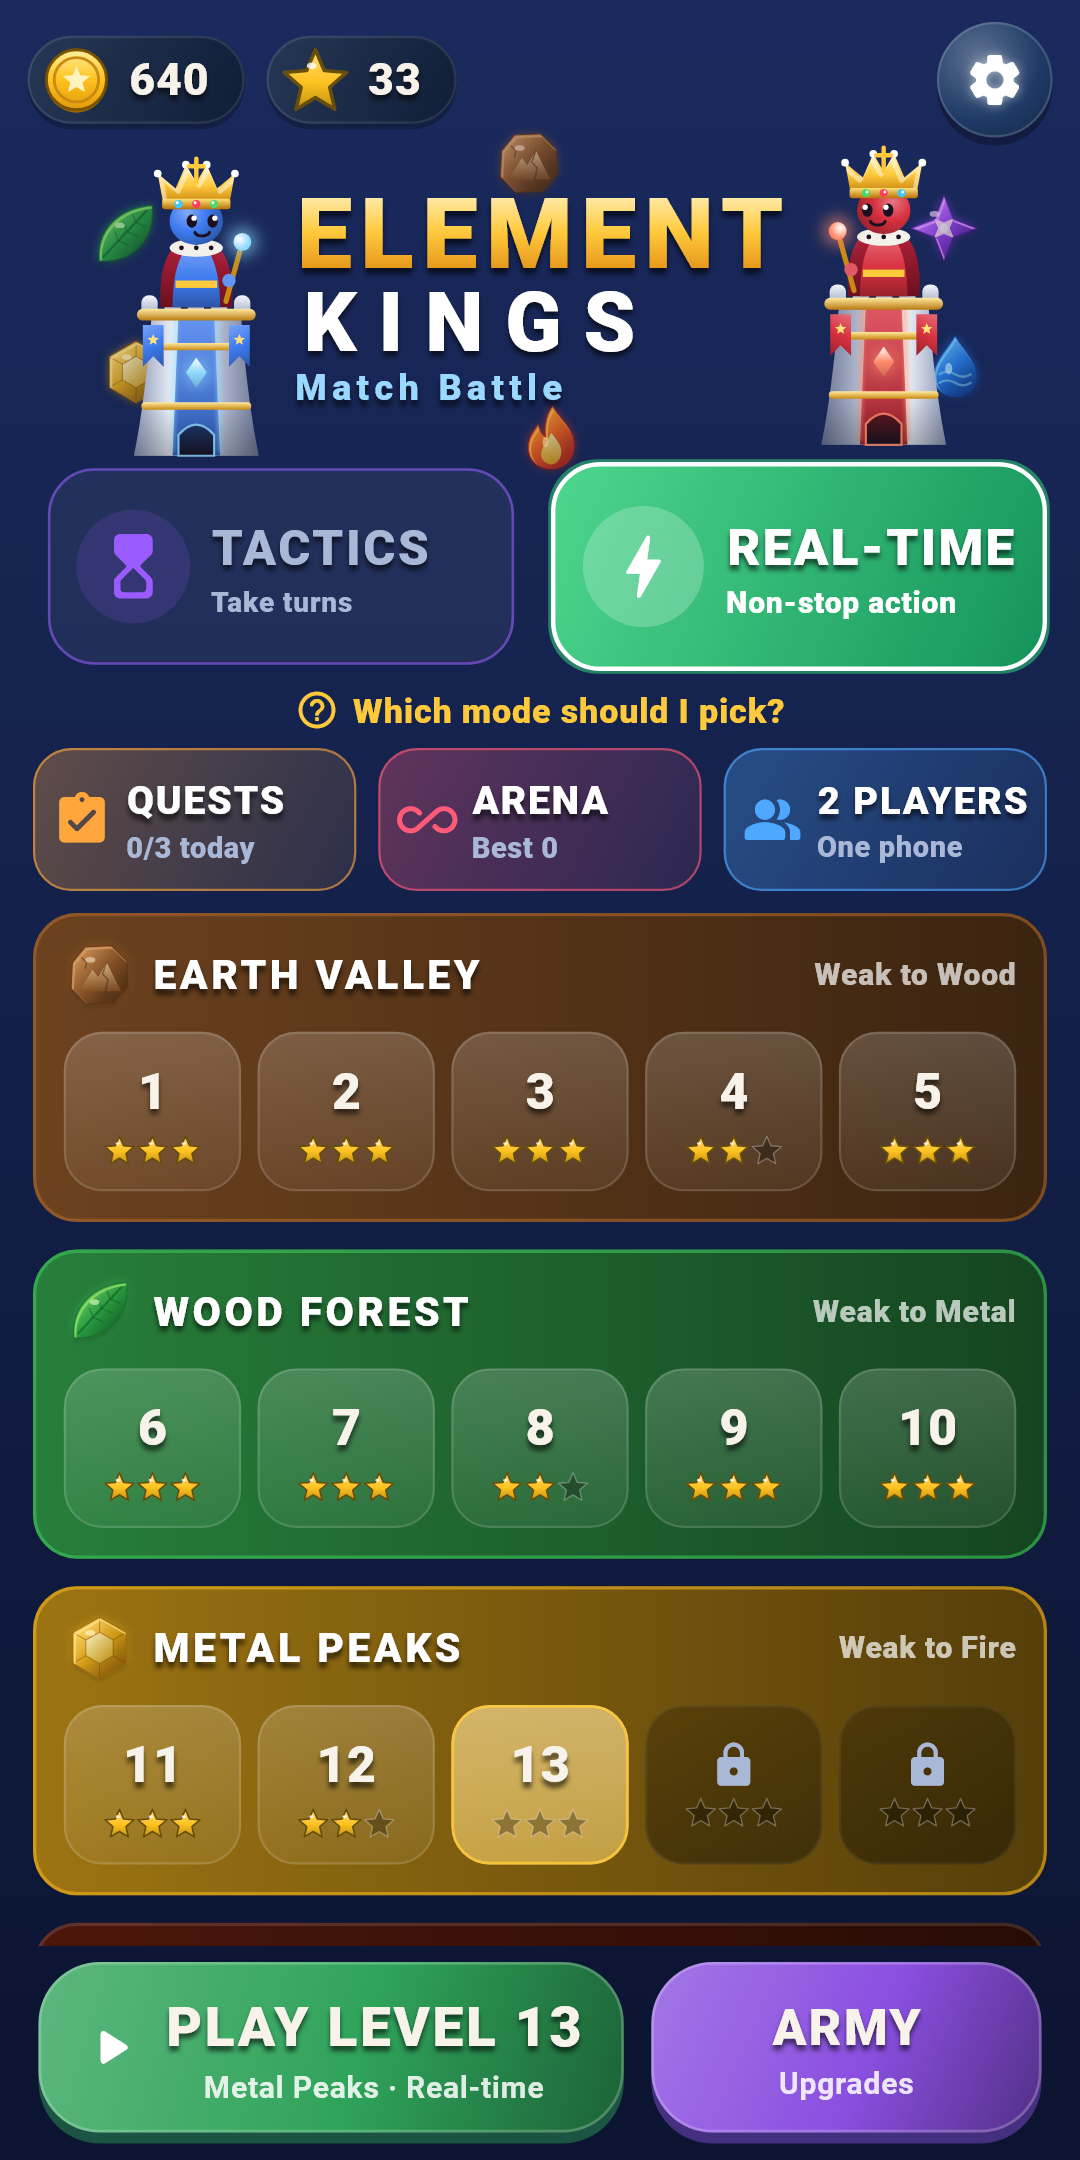 640
33
ELEMENT
KINGS
Match Battle
TACTICS
Take turns
REAL-TIME
Non-stop action
Which mode should I pick?
QUESTS
0/3 today
ARENA
Best 0
2 PLAYERS
One phone
EARTH VALLEY
Weak to Wood
1
2
3
4
5
WOOD FOREST
Weak to Metal
6
7
8
9
10
METAL PEAKS
Weak to Fire
11
12
13
PLAY LEVEL 13
Metal Peaks · Real-time
ARMY
Upgrades